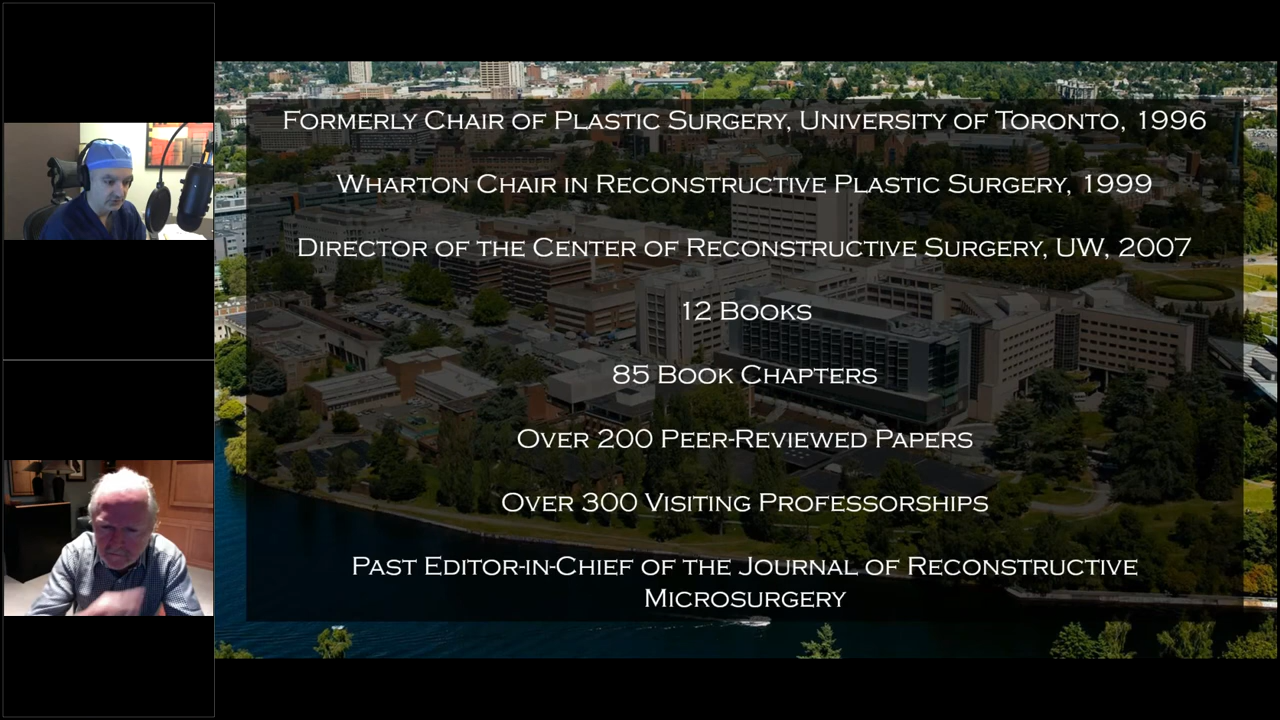 Formerly Chair of Plastic Surgery, University of Toronto, 1996
Wharton Chair in Reconstructive Plastic Surgery, 1999
Director of the Center of Reconstructive Surgery, UW, 2007
12 Books
85 Book Chapters
Over 200 Peer-Reviewed Papers
Over 300 Visiting Professorships
Past Editor-in-Chief of the Journal of Reconstructive
Microsurgery